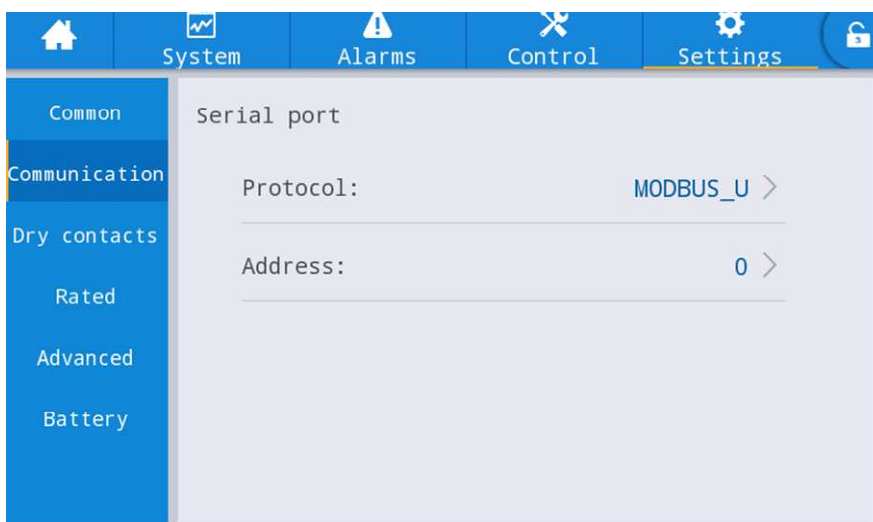 System
Alarms
Control
Settings
Common
Communication
Dry contacts
Rated
Advanced
Battery
Serial port
Protocol: MODBUS_U
Address: 0